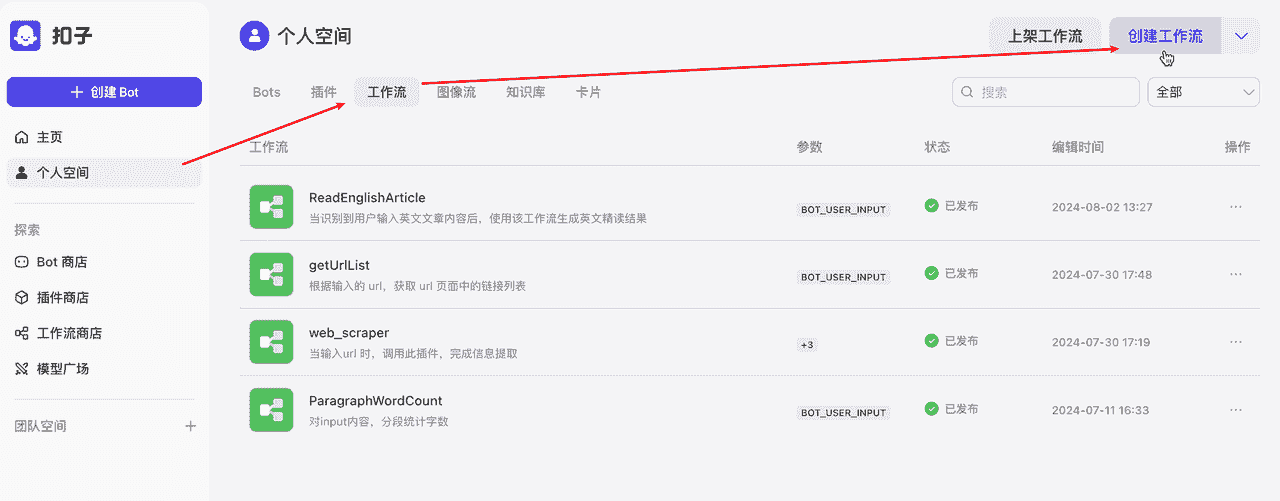 扣子
创建 Bot
主页
个人空间
探索
Bot 商店
插件商店
工作流商店
模型广场
团队空间
个人空间
上架工作流
创建工作流
Bots
插件
工作流
图像流
知识库
卡片
搜索
全部
工作流 参数 状态 编辑时间 操作
ReadEnglishArticle
当识别到用户输入英文文章内容后，使用该工作流生成英文精读结果
BOT_USER_INPUT
已发布
2024-08-02 13:27
getUrlList
根据输入的 url，获取 url 页面中的链接列表
BOT_USER_INPUT
已发布
2024-07-30 17:48
web_scraper
当输入url 时，调用此插件，完成信息提取
+3
已发布
2024-07-30 17:19
ParagraphWordCount
对input内容，分段统计字数
BOT_USER_INPUT
已发布
2024-07-11 16:33